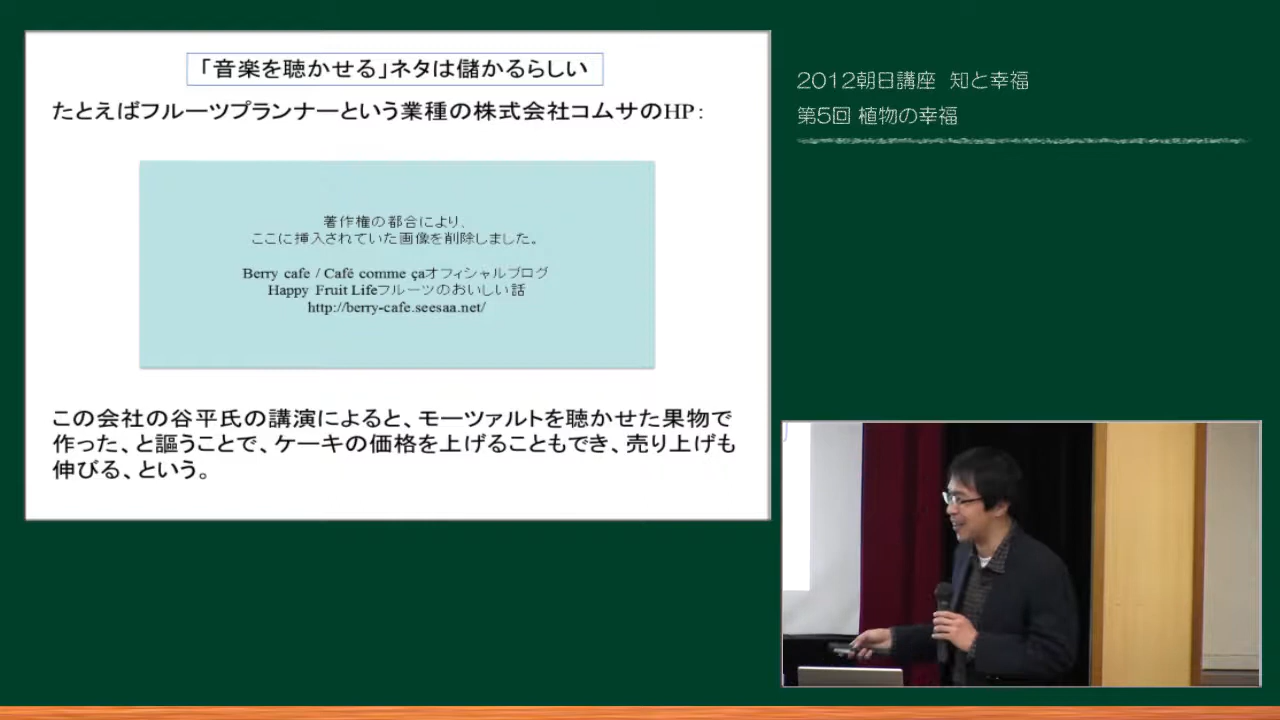 「音楽を聴かせる」ネタは儲かるらしい
たとえばフルーツプランナーという業種の株式会社コムサのHP：
著作権の都合により、
ここに挿入されていた画像を削除しました。
Berry cafe / Café comme çaオフィシャルブログ
Happy Fruit Lifeフルーツのおいしい話
http://berry-cafe.seesaa.net/
この会社の谷平氏の講演によると、モーツァルトを聴かせた果物で
作った、と謳うことで、ケーキの価格を上げることもでき、売り上げも
伸びる、という。
2012朝日講座 知と幸福
第5回 植物の幸福